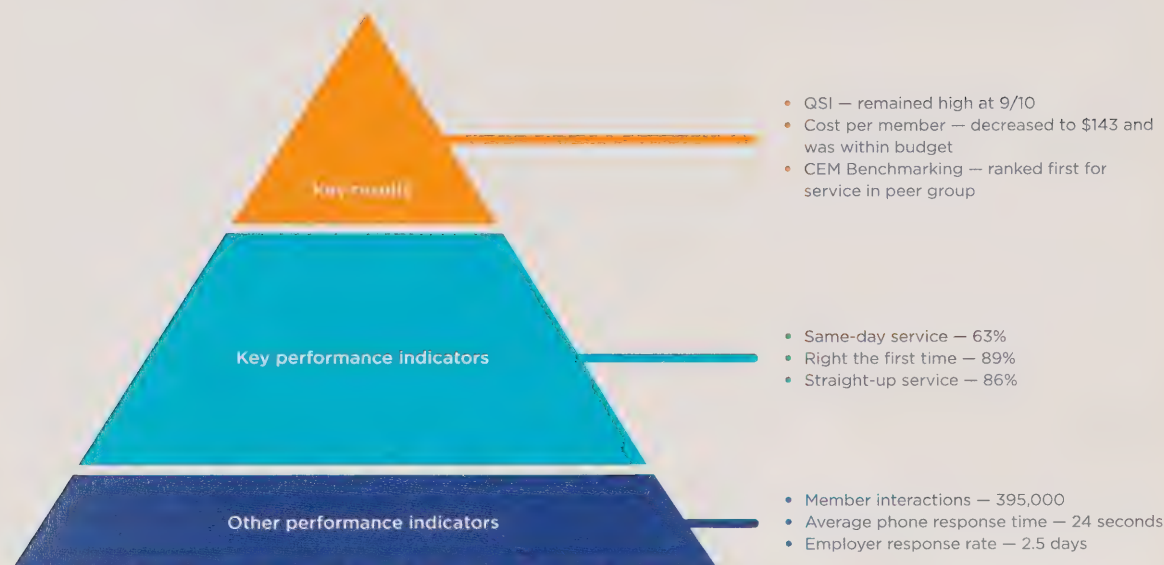 • QSI — remained high at 9/10
• Cost per member — decreased to $143 and
was within budget
• CEM Benchmarking — ranked first for
service in peer group
Key results
Key performance indicators
• Same-day service — 63%
• Right the first time — 89%
• Straight-up service — 86%
Other performance indicators
• Member interactions — 395,000
• Average phone response time — 24 seconds
• Employer response rate — 2.5 days